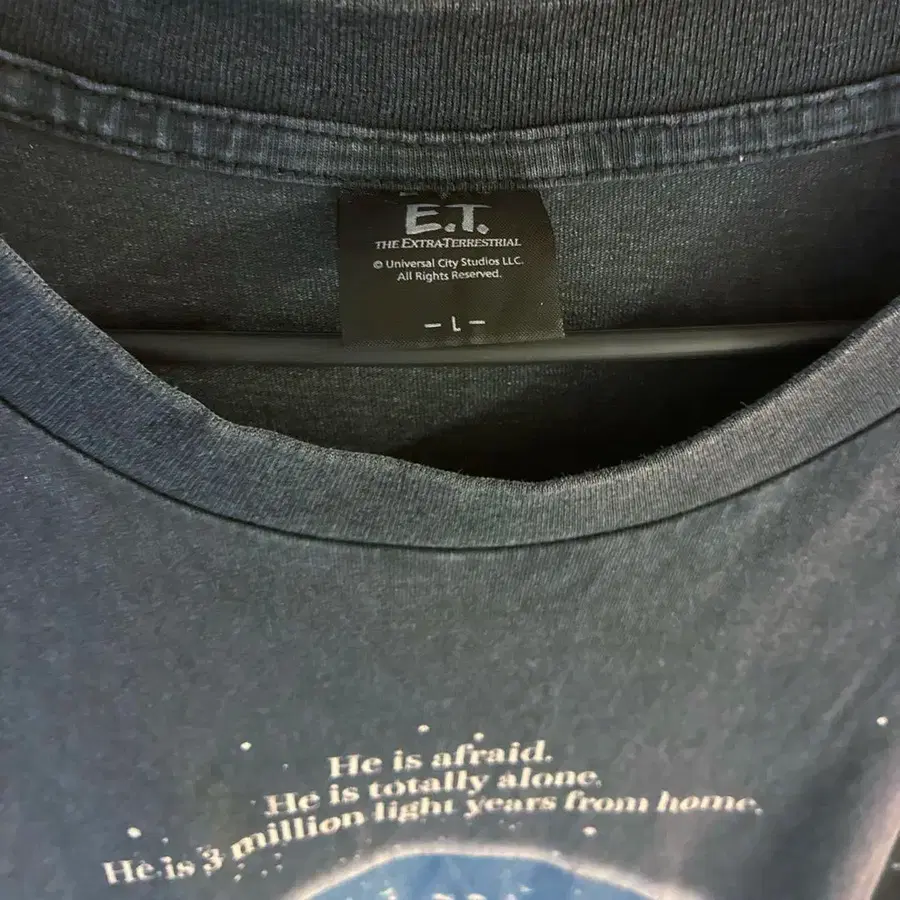 E.T.
THE EXTRA-TERRESTRIAL
© Universal City Studios LLC.
All Rights Reserved.
– L –
He is afraid.
He is totally alone.
He is 3 million light years from home.